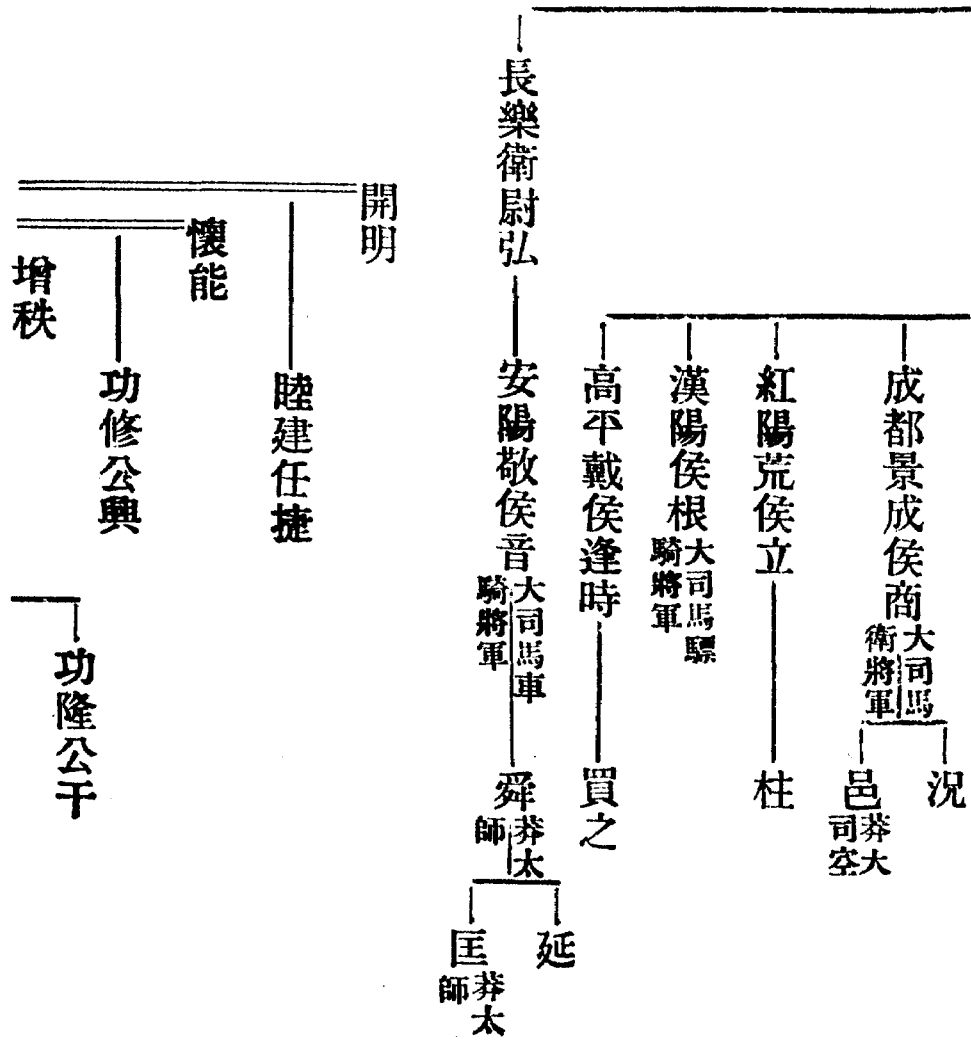 成都景成侯商
大司馬
衛將軍
況
邑
莽大
司空
紅陽荒侯立
柱
漢陽侯根
大司馬驃
騎將軍
高平戴侯逢時
買之
長樂衛尉弘
安陽敬侯音
大司馬車
騎將軍
舜
莽太
師
延
匡
莽太
師
開明
睦建任捷
懷能
功修公興
增秩
功隆公干